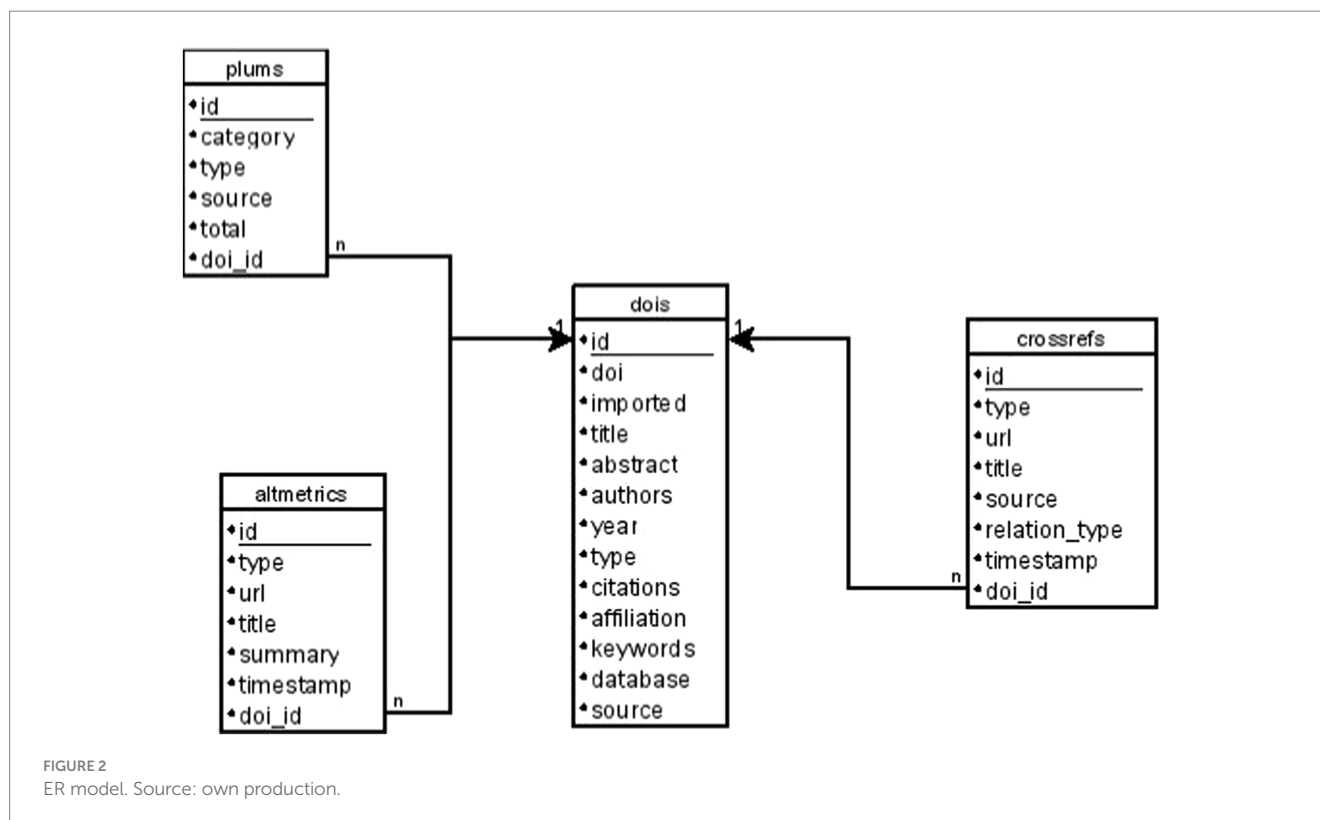 plums
id
category
type
source
total
doi_id
n
altmetrics
id
type
url
title
summary
timestamp
doi_id
n
1
dois
id
doi
imported
title
abstract
authors
year
type
citations
affiliation
keywords
database
source
1
crossrefs
id
type
url
title
source
relation_type
timestamp
doi_id
n
FIGURE 2
ER model. Source: own production.